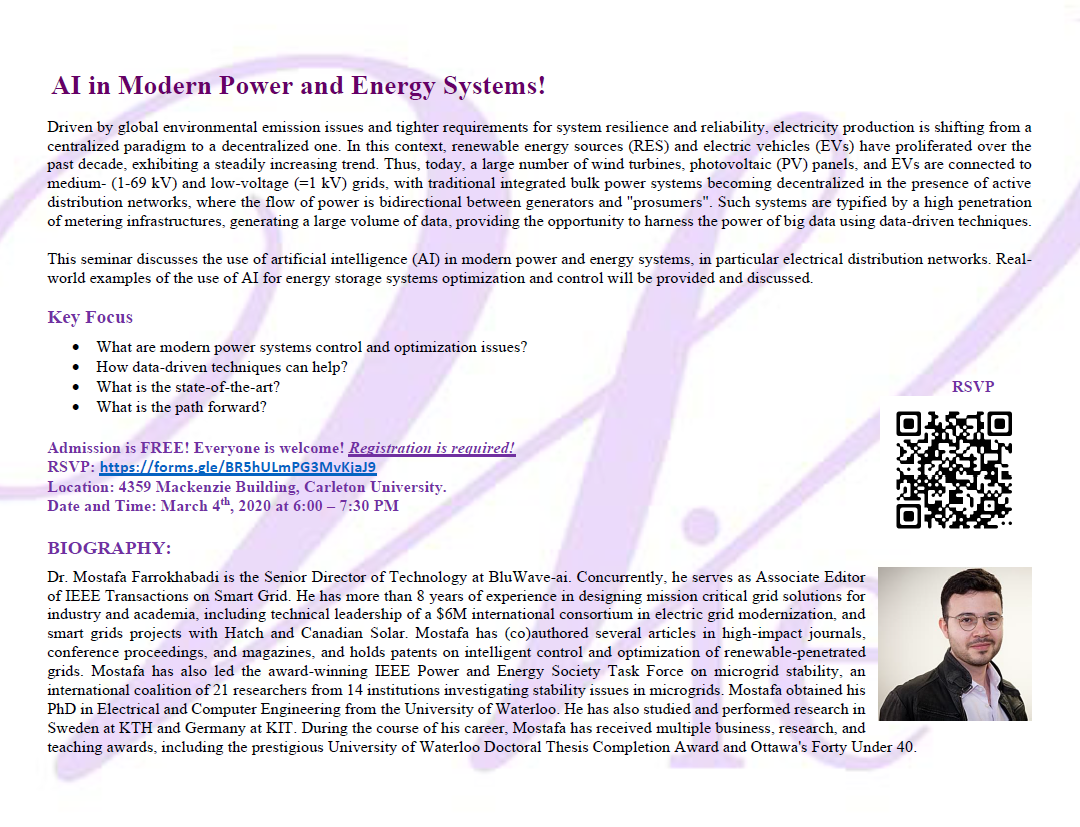 AI in Modern Power and Energy Systems!
Driven by global environmental emission issues and tighter requirements for system resilience and reliability, electricity production is shifting from a
centralized paradigm to a decentralized one. In this context, renewable energy sources (RES) and electric vehicles (EVs) have proliferated over the
past decade, exhibiting a steadily increasing trend. Thus, today, a large number of wind turbines, photovoltaic (PV) panels, and EVs are connected to
medium- (1-69 kV) and low-voltage (=1 kV) grids, with traditional integrated bulk power systems becoming decentralized in the presence of active
distribution networks, where the flow of power is bidirectional between generators and "prosumers". Such systems are typified by a high penetration
of metering infrastructures, generating a large volume of data, providing the opportunity to harness the power of big data using data-driven techniques.
This seminar discusses the use of artificial intelligence (AI) in modern power and energy systems, in particular electrical distribution networks. Real-
world examples of the use of AI for energy storage systems optimization and control will be provided and discussed.
Key Focus
• What are modern power systems control and optimization issues?
• How data-driven techniques can help?
• What is the state-of-the-art?
• What is the path forward?
RSVP
Admission is FREE! Everyone is welcome! Registration is required!
RSVP: https://forms.gle/BR5hULmPG3MvKjaJ9
Location: 4359 Mackenzie Building, Carleton University.
Date and Time: March 4th, 2020 at 6:00 – 7:30 PM
BIOGRAPHY:
Dr. Mostafa Farrokhabadi is the Senior Director of Technology at BluWave-ai. Concurrently, he serves as Associate Editor
of IEEE Transactions on Smart Grid. He has more than 8 years of experience in designing mission critical grid solutions for
industry and academia, including technical leadership of a $6M international consortium in electric grid modernization, and
smart grids projects with Hatch and Canadian Solar. Mostafa has (co)authored several articles in high-impact journals,
conference proceedings, and magazines, and holds patents on intelligent control and optimization of renewable-penetrated
grids. Mostafa has also led the award-winning IEEE Power and Energy Society Task Force on microgrid stability, an
international coalition of 21 researchers from 14 institutions investigating stability issues in microgrids. Mostafa obtained his
PhD in Electrical and Computer Engineering from the University of Waterloo. He has also studied and performed research in
Sweden at KTH and Germany at KIT. During the course of his career, Mostafa has received multiple business, research, and
teaching awards, including the prestigious University of Waterloo Doctoral Thesis Completion Award and Ottawa's Forty Under 40.